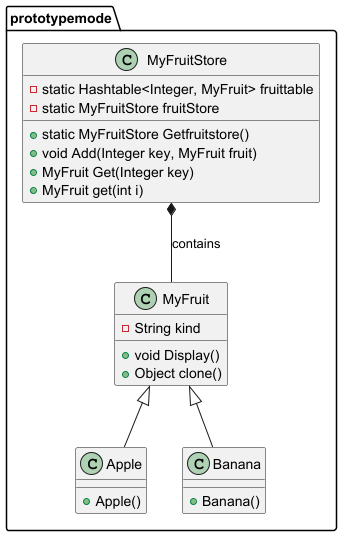 prototypemode
C MyFruitStore
static Hashtable<Integer, MyFruit> fruittable
static MyFruitStore fruitStore
static MyFruitStore Getfruitstore()
void Add(Integer key, MyFruit fruit)
MyFruit Get(Integer key)
MyFruit get(int i)
contains
C MyFruit
String kind
void Display()
Object clone()
C Apple
Apple()
C Banana
Banana()